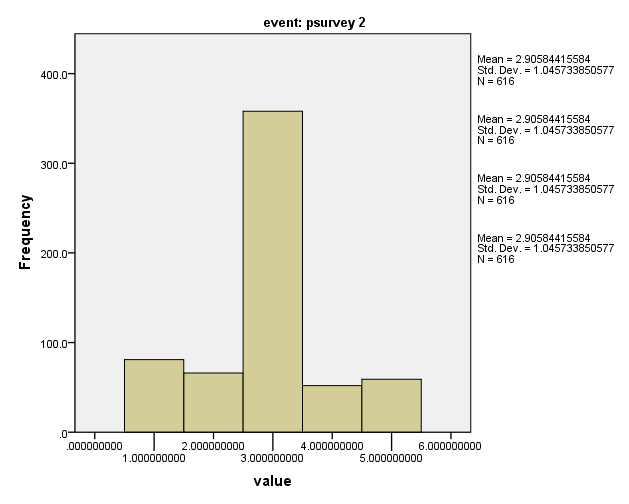 event: psurvey 2
400.0
300.0
200.0
100.0
.0
Frequency
.000000000
1.000000000
2.000000000
3.000000000
4.000000000
5.000000000
6.000000000
value
Mean = 2.90584415584
Std. Dev. = 1.045733850577
N = 616
Mean = 2.90584415584
Std. Dev. = 1.045733850577
N = 616
Mean = 2.90584415584
Std. Dev. = 1.045733850577
N = 616
Mean = 2.90584415584
Std. Dev. = 1.045733850577
N = 616